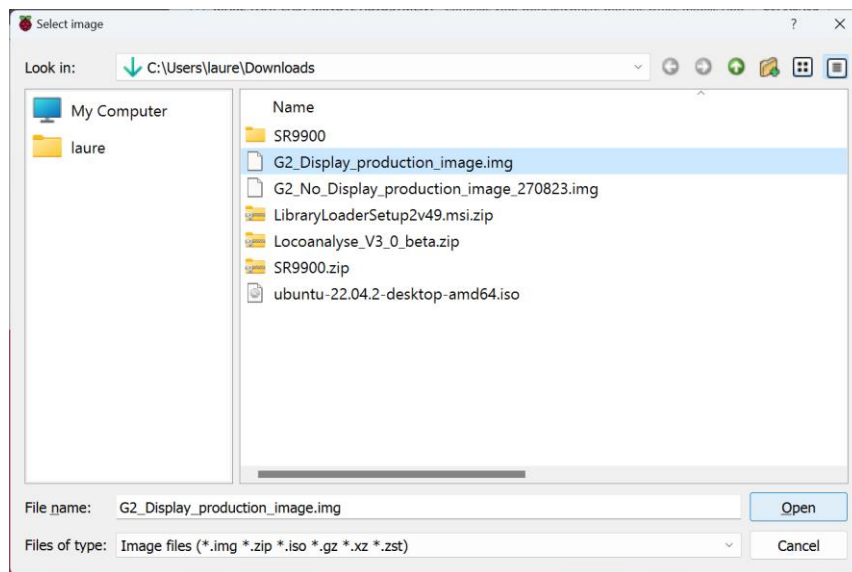 Select image
?
Look in:
C:\Users\laure\Downloads
My Computer
laure
Name
SR9900
G2_Display_production_image.img
G2_No_Display_production_image_270823.img
LibraryLoaderSetup2v49.msi.zip
Locoanalyse_V3_0_beta.zip
SR9900.zip
ubuntu-22.04.2-desktop-amd64.iso
File name: G2_Display_production_image.img
Open
Files of type: Image files (*.img *.zip *.iso *.gz *.xz *.zst)
Cancel